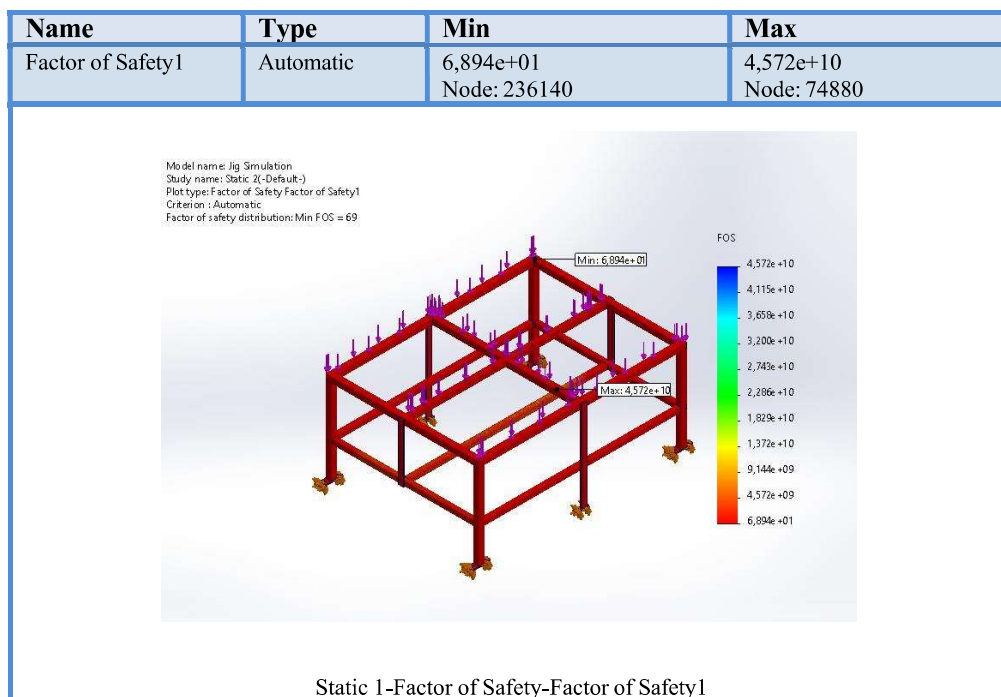 Name Type Min Max
Factor of Safety1 Automatic 6,894e+01 4,572e+10
Node: 236140 Node: 74880
Model name: Jig Simulation
Study name: Static 2(-Default-)
Plot type: Factor of Safety Factor of Safety1
Criterion : Automatic
Factor of safety distribution: Min FOS = 69
Min: 6,894e+01
Max: 4,572e+10
FOS
4,572e +10
4,115e +10
3,658e +10
3,200e +10
2,743e +10
2,286e +10
1,829e +10
1,372e +10
9,144e +09
4,572e +09
6,894e +01
Static 1-Factor of Safety-Factor of Safety1